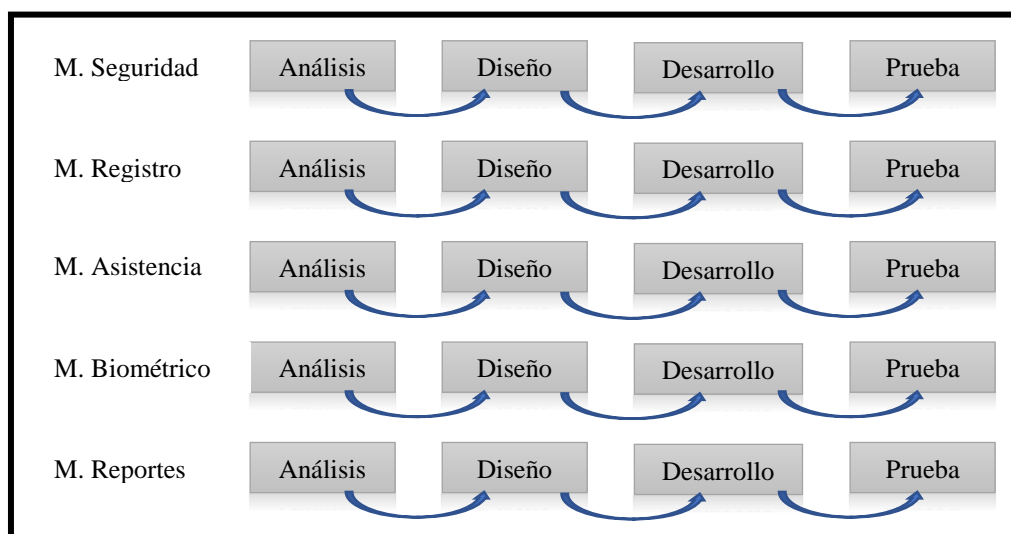 M. Seguridad Análisis Diseño Desarrollo Prueba
M. Registro Análisis Diseño Desarrollo Prueba
M. Asistencia Análisis Diseño Desarrollo Prueba
M. Biométrico Análisis Diseño Desarrollo Prueba
M. Reportes Análisis Diseño Desarrollo Prueba